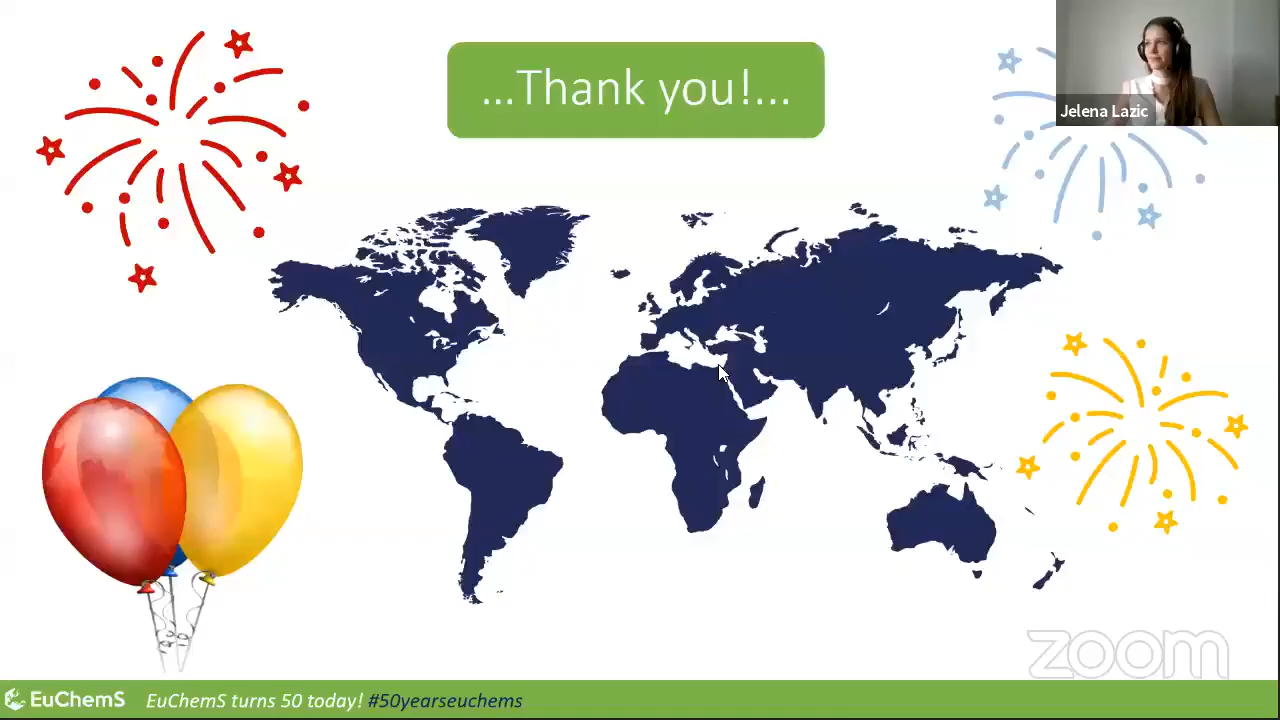 ...Thank you!...
Jelena Lazic
zoom
EuChemS
EuChemS turns 50 today! #50yearseuchems